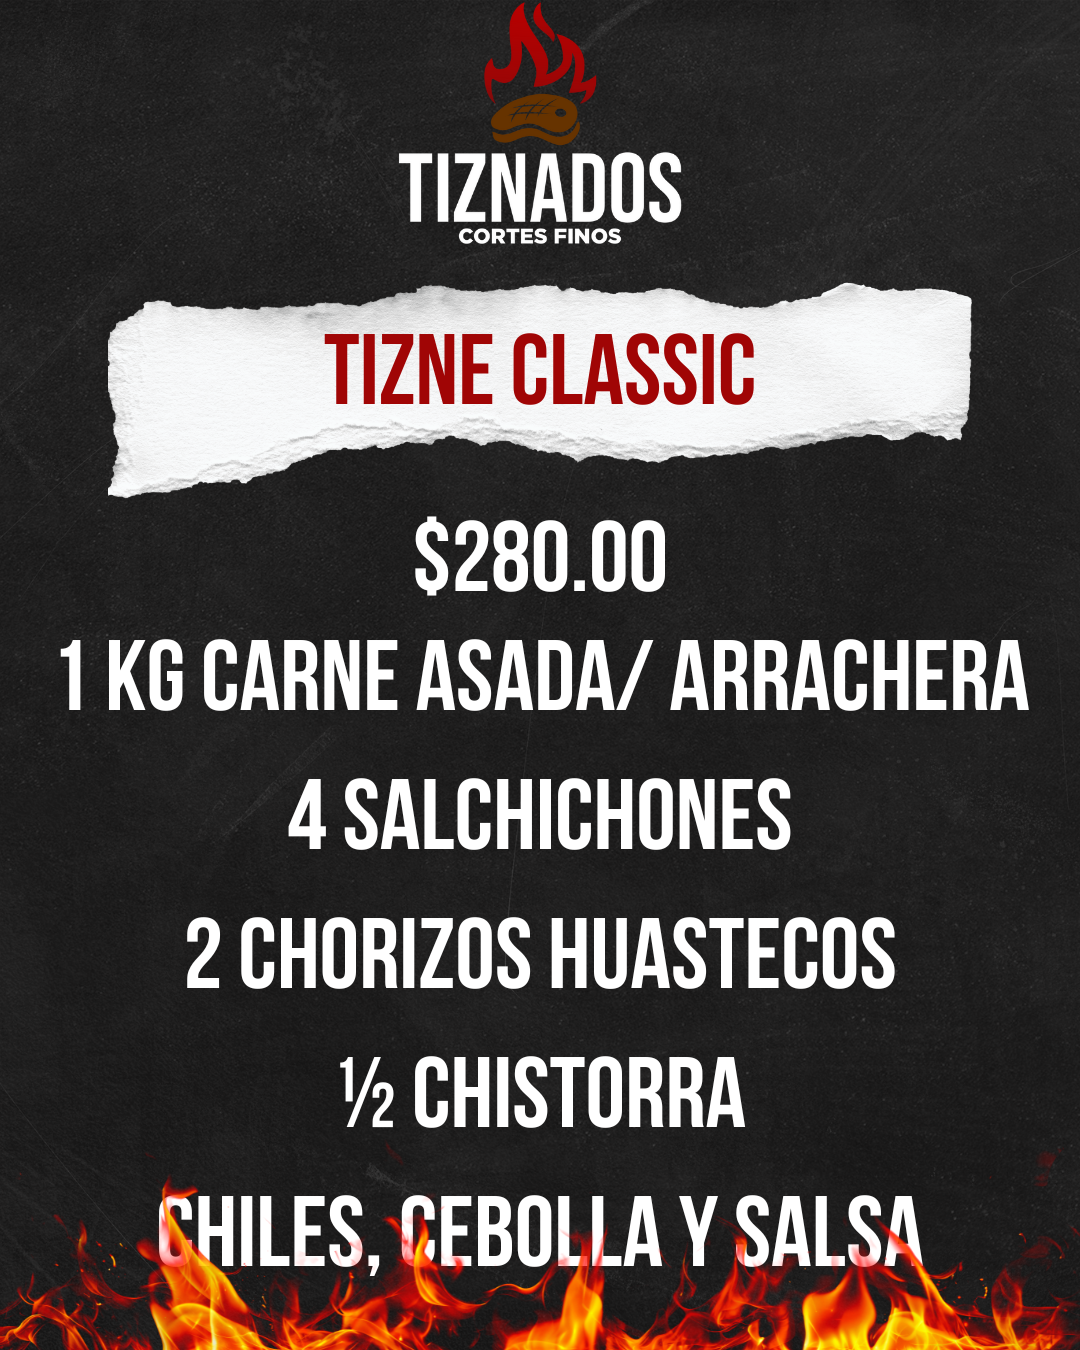 TIZNADOS
CORTES FINOS
TIZNE CLASSIC
$280.00
1 KG CARNE ASADA/ ARRACHERA
4 SALCHICHONES
2 CHORIZOS HUASTECOS
½ CHISTORRA
CHILES, CEBOLLA Y SALSA